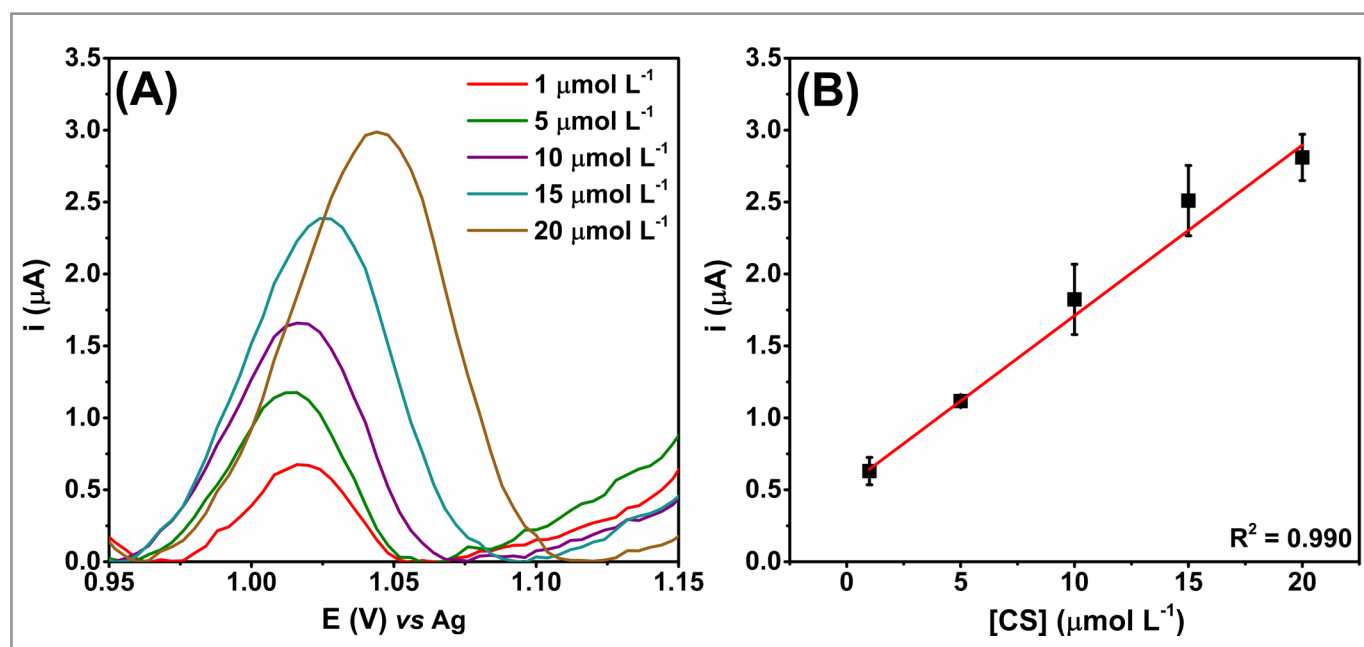 (A)
3.5
3.0
2.5
2.0
1.5
1.0
0.5
0.0
i (μA)
1 μmol L⁻¹
5 μmol L⁻¹
10 μmol L⁻¹
15 μmol L⁻¹
20 μmol L⁻¹
0.95 1.00 1.05 1.10 1.15
E (V) vs Ag
(B)
3.5
3.0
2.5
2.0
1.5
1.0
0.5
0.0
i (μA)
R² = 0.990
0 5 10 15 20
[CS] (μmol L⁻¹)